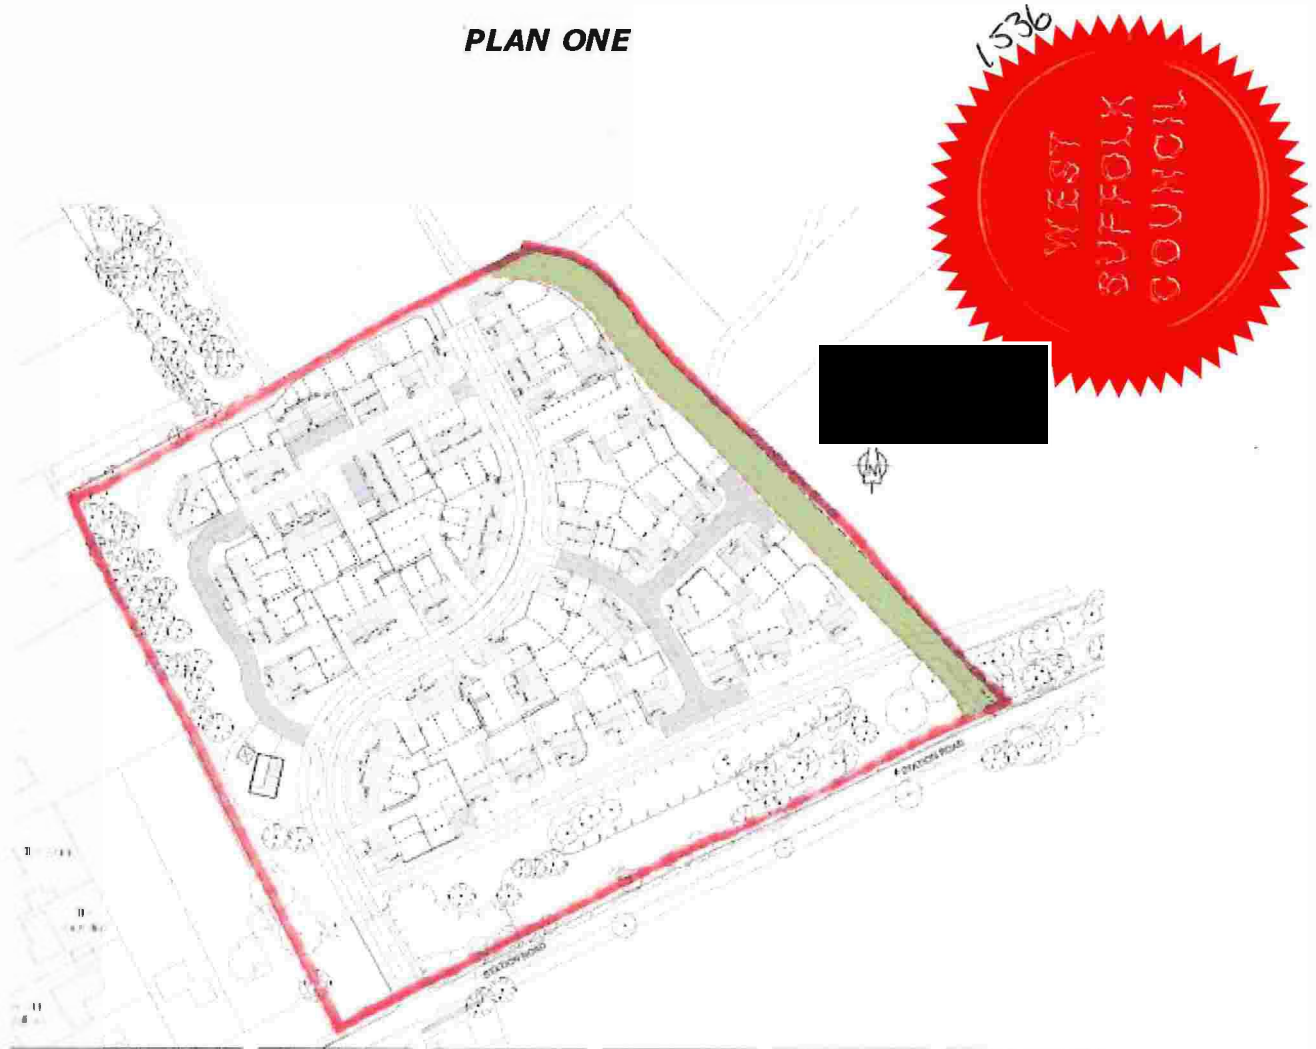 PLAN ONE
1536
WEST
SUFFOLK
COUNCIL
N
STATION ROAD
STATION ROAD